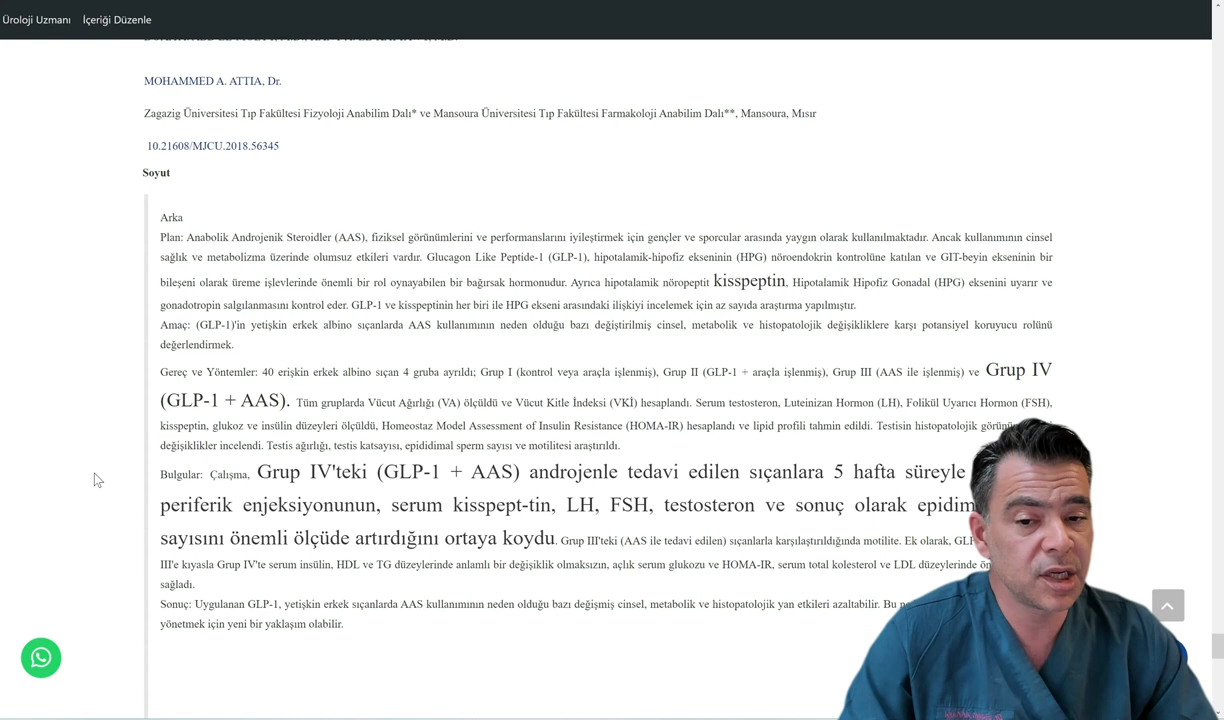 Üroloji Uzmanı İçeriği Düzenle
MOHAMMED A. ATTIA, Dr.
Zagazig Üniversitesi Tıp Fakültesi Fizyoloji Anabilim Dalı* ve Mansoura Üniversitesi Tıp Fakültesi Farmakoloji Anabilim Dalı**, Mansoura, Mısır
10.21608/MJCU.2018.56345
Soyut
Arka
Plan: Anabolik Androjenik Steroidler (AAS), fiziksel görünümlerini ve performanslarını iyileştirmek için gençler ve sporcular arasında yaygın olarak kullanılmaktadır. Ancak kullanımının cinsel
sağlık ve metabolizma üzerinde olumsuz etkileri vardır. Glucagon Like Peptide-1 (GLP-1), hipotalamik-hipofiz ekseninin (HPG) nöroendokrin kontrolüne katılan ve GIT-beyin ekseninin bir
bileşeni olarak üreme işlevlerinde önemli bir rol oynayabilen bir bağırsak hormonudur. Ayrıca hipotalamik nöropeptit kisspeptin, Hipotalamik Hipofiz Gonadal (HPG) eksenini uyarır ve
gonadotropin salgılanmasını kontrol eder. GLP-1 ve kisspeptinin her biri ile HPG ekseni arasındaki ilişkiyi incelemek için az sayıda araştırma yapılmıştır.
Amaç: (GLP-1)'in yetişkin erkek albino sıçanlarda AAS kullanımının neden olduğu bazı değiştirilmiş cinsel, metabolik ve histopatolojik değişikliklere karşı potansiyel koruyucu rolünü
değerlendirmek.
Gereç ve Yöntemler: 40 erişkin erkek albino sıçan 4 gruba ayrıldı; Grup I (kontrol veya araçla işlenmiş), Grup II (GLP-1 + araçla işlenmiş), Grup III (AAS ile işlenmiş) ve Grup IV
(GLP-1 + AAS). Tüm gruplarda Vücut Ağırlığı (VA) ölçüldü ve Vücut Kitle İndeksi (VKİ) hesaplandı. Serum testosteron, Luteinizan Hormon (LH), Folikül Uyarıcı Hormon (FSH),
kisspeptin, glukoz ve insülin düzeyleri ölçüldü, Homeostaz Model Assessment of Insulin Resistance (HOMA-IR) hesaplandı ve lipid profili tahmin edildi. Testisin histopatolojik
değişiklikler incelendi. Testis ağırlığı, testis katsayısı, epididimal sperm sayısı ve motilitesi araştırıldı.
Bulgular: Çalışma, Grup IV'teki (GLP-1 + AAS) androjenle tedavi edilen sıçanlara 5 hafta süreyle
periferik enjeksiyonunun, serum kisspept-tin, LH, FSH, testosteron ve sonuç olarak
sayısını önemli ölçüde artırdığını ortaya koydu. Grup III'teki (AAS ile tedavi edilen) sıçanlarla karşılaştırıldığında motilite. Ek olarak,
III'e kıyasla Grup IV'te serum insülin, HDL ve TG düzeylerinde anlamlı bir değişiklik olmaksızın, açlık serum glukozu ve HOMA-IR, serum total kolesterol ve LDL düzeylerinde
sağladı.
Sonuç: Uygulanan GLP-1, yetişkin erkek sıçanlarda AAS kullanımının neden olduğu bazı değişmiş cinsel, metabolik ve histopatolojik yan etkileri azaltabilir. Bu
yönetmek için yeni bir yaklaşım olabilir.